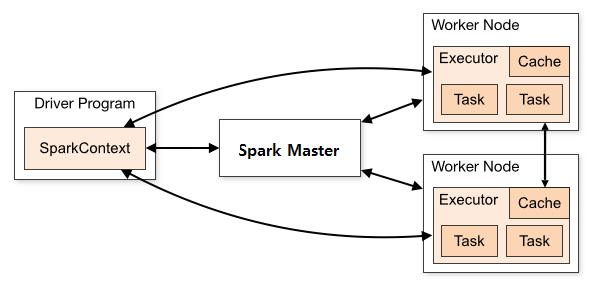 Driver Program
SparkContext
Spark Master
Worker Node
Executor
Cache
Task
Task
Worker Node
Executor
Cache
Task
Task